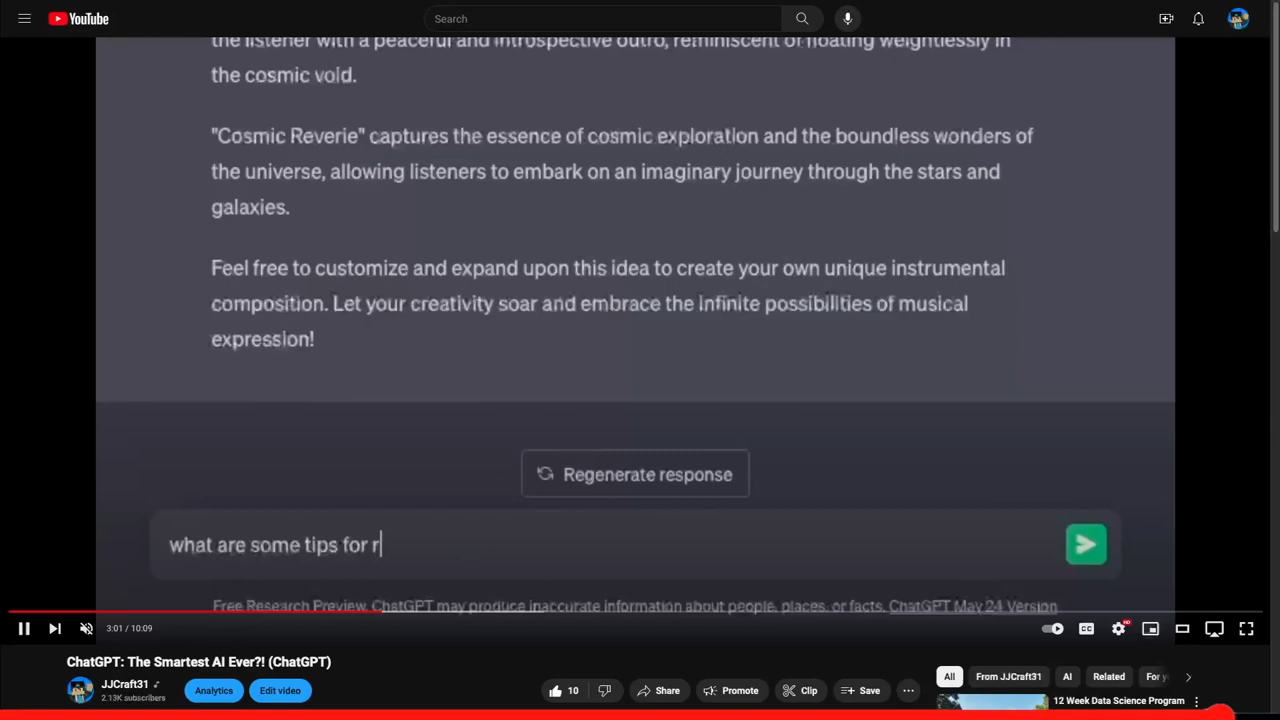 YouTube
Search
the listener with a peaceful and introspective outro, reminiscent of floating weightlessly in
the cosmic void.
"Cosmic Reverie" captures the essence of cosmic exploration and the boundless wonders of
the universe, allowing listeners to embark on an imaginary journey through the stars and
galaxies.
Feel free to customize and expand upon this idea to create your own unique instrumental
composition. Let your creativity soar and embrace the infinite possibilities of musical
expression!
Regenerate response
what are some tips for r
Free Research Preview. ChatGPT may produce inaccurate information about people, places, or facts. ChatGPT May 24 Version
3:01 / 10:09
CC
HD
ChatGPT: The Smartest AI Ever?! (ChatGPT)
JJCraft31
2.13K subscribers
Analytics
Edit video
10
Share
Promote
Clip
Save
All
From JJCraft31
AI
Related
For
12 Week Data Science Program